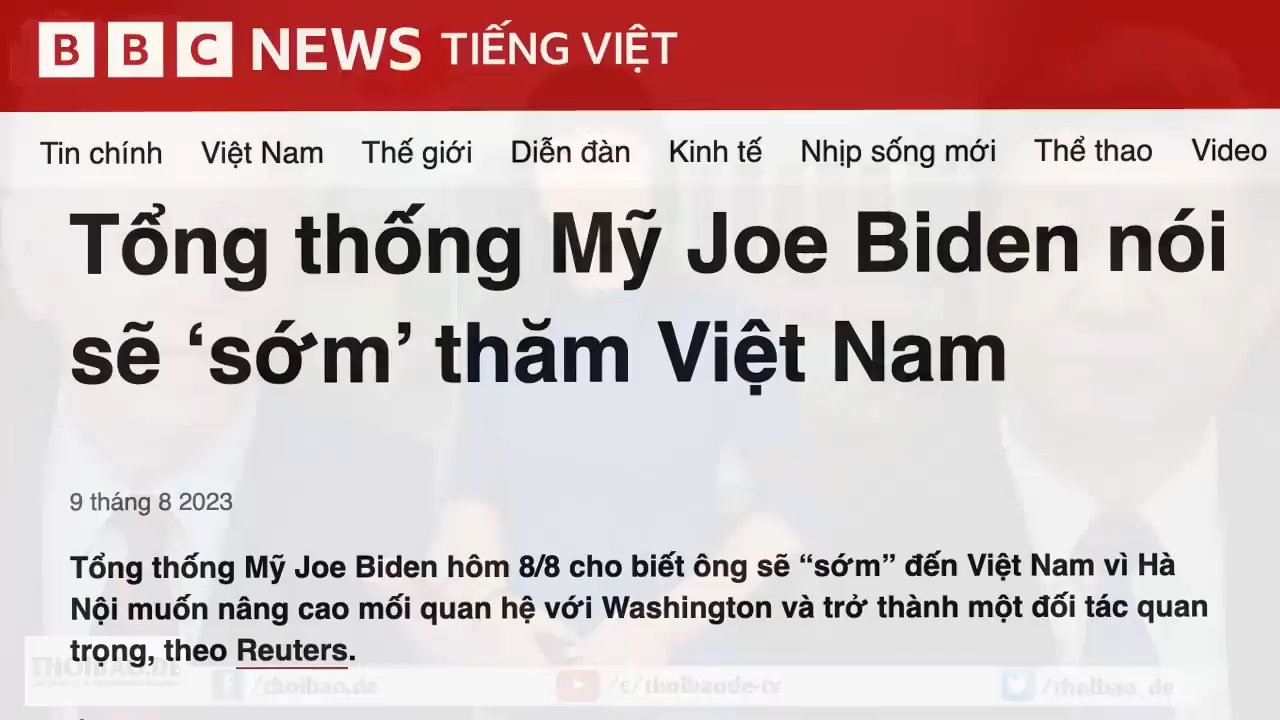 BBC NEWS TIẾNG VIỆT
Tin chính Việt Nam Thế giới Diễn đàn Kinh tế Nhịp sống mới Thể thao Video
Tổng thống Mỹ Joe Biden nói
sẽ ‘sớm’ thăm Việt Nam
9 tháng 8 2023
Tổng thống Mỹ Joe Biden hôm 8/8 cho biết ông sẽ “sớm” đến Việt Nam vì Hà
Nội muốn nâng cao mối quan hệ với Washington và trở thành một đối tác quan
trọng, theo Reuters.
THOIBAO.DE
/thoibao.de /c/thoibaode-tv /thoibao_de